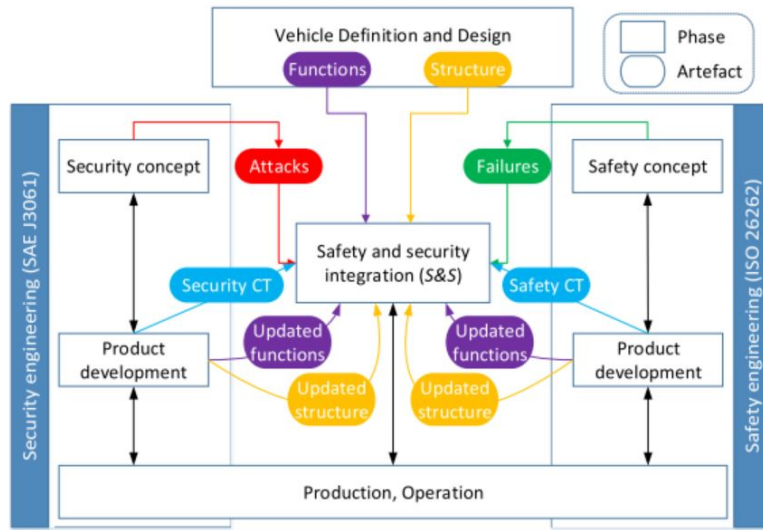 Vehicle Definition and Design
Functions
Structure
Phase
Artefact
Security engineering (SAE J3061)
Security concept
Attacks
Failures
Safety concept
Safety engineering (ISO 26262)
Safety and security
integration (S&S)
Security CT
Safety CT
Product
development
Updated
functions
Updated
structure
Updated
functions
Updated
structure
Product
development
Production, Operation